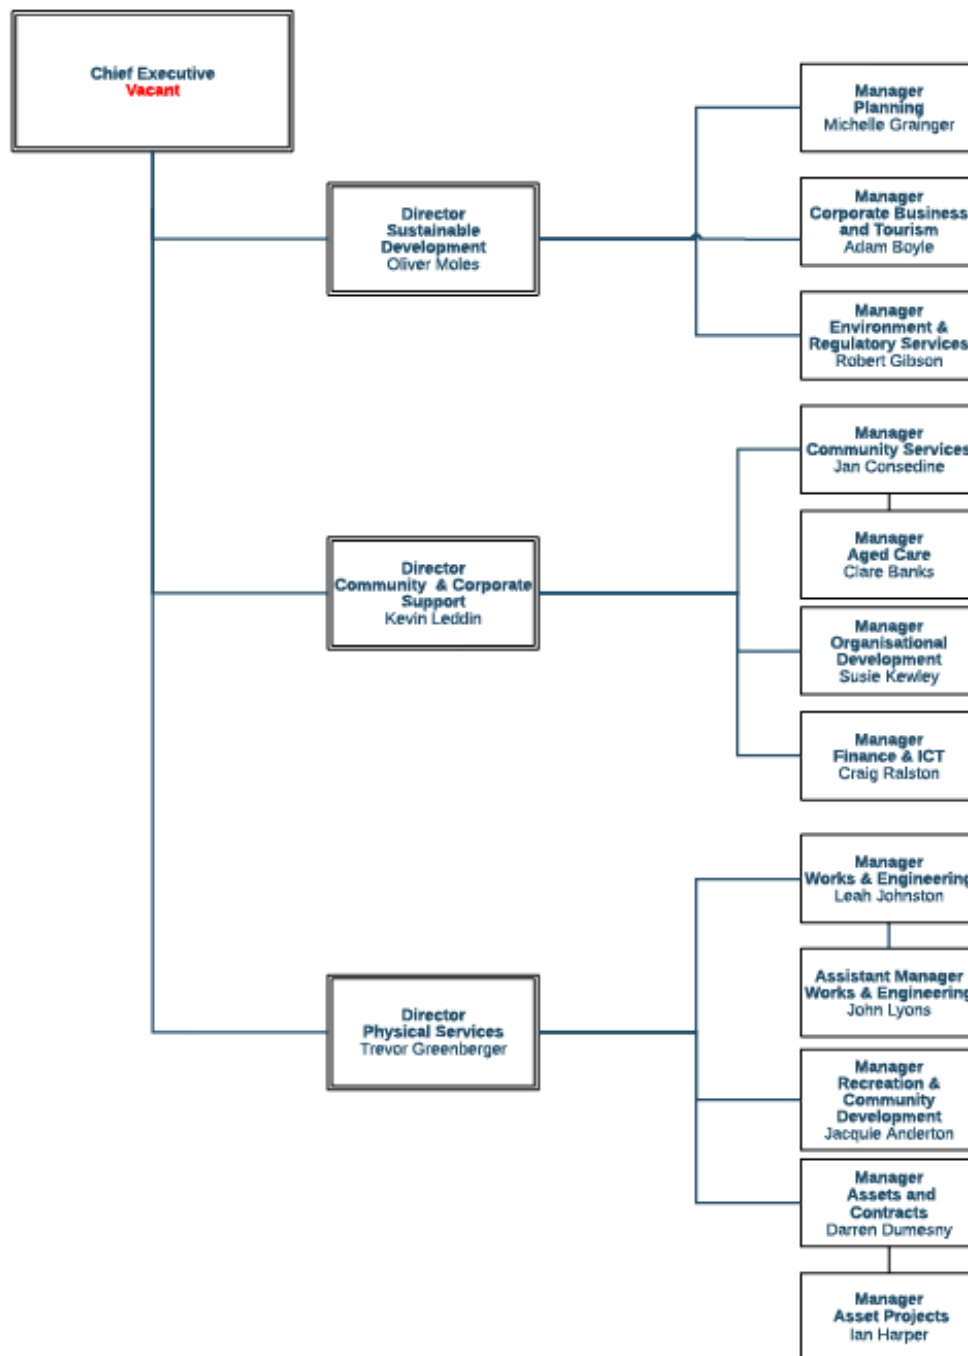 Chief Executive
Vacant
Director
Sustainable
Development
Oliver Moles
Manager
Planning
Michelle Grainger
Manager
Corporate Business
and Tourism
Adam Boyle
Manager
Environment &
Regulatory Services
Robert Gibson
Director
Community & Corporate
Support
Kevin Leddin
Manager
Community Services
Jan Consedine
Manager
Aged Care
Clare Banks
Manager
Organisational
Development
Susie Kewley
Manager
Finance & ICT
Craig Ralston
Director
Physical Services
Trevor Greenberger
Manager
Works & Engineering
Leah Johnston
Assistant Manager
Works & Engineering
John Lyons
Manager
Recreation &
Community
Development
Jacquie Anderton
Manager
Assets and
Contracts
Darren Dumesny
Manager
Asset Projects
Ian Harper